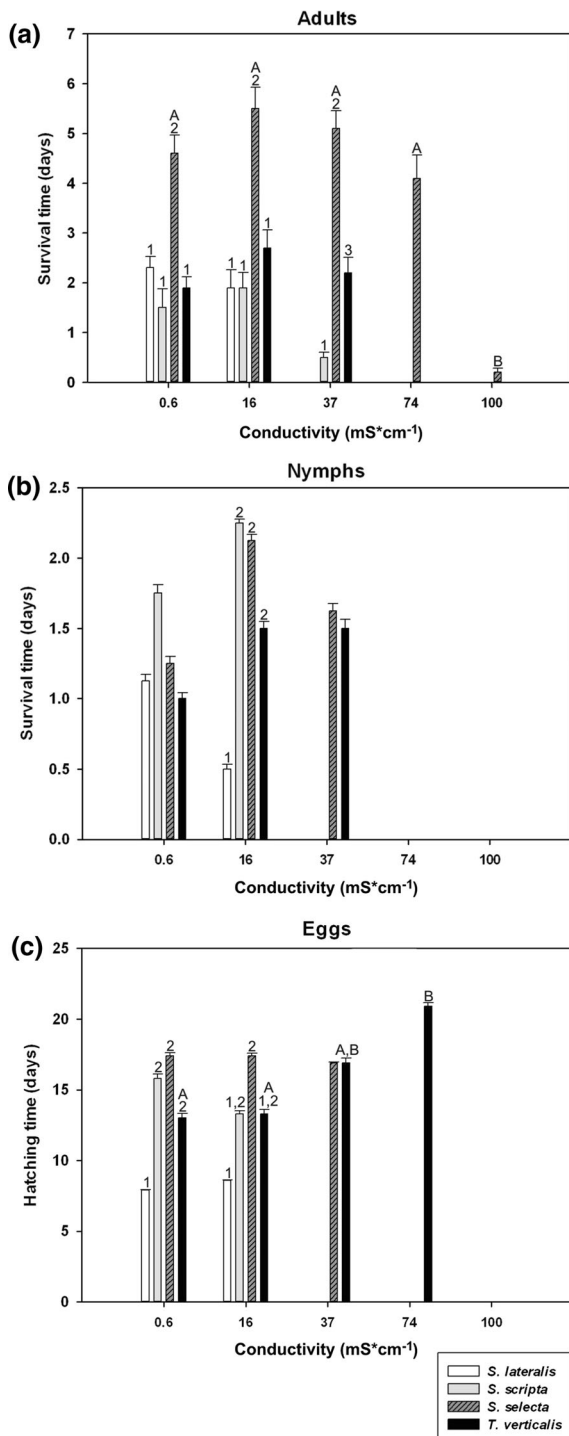 (a)
Adults
7
6
5
4
3
2
1
0
Survival time (days)
1
1
A
2
1
1
1
A
2
1
1
A
2
3
A
B
0.6 16 37 74 100
Conductivity (mS*cm-1)
(b)
Nymphs
2.5
2.0
1.5
1.0
0.5
0.0
Survival time (days)
1
2
2
2
0.6 16 37 74 100
Conductivity (mS*cm-1)
(c)
Eggs
25
20
15
10
5
0
Hatching time (days)
1
2
2
A
2
1
1,2
2
A
1,2
A,B
B
0.6 16 37 74 100
Conductivity (mS*cm-1)
S. lateralis
S. scripta
S. selecta
T. verticalis